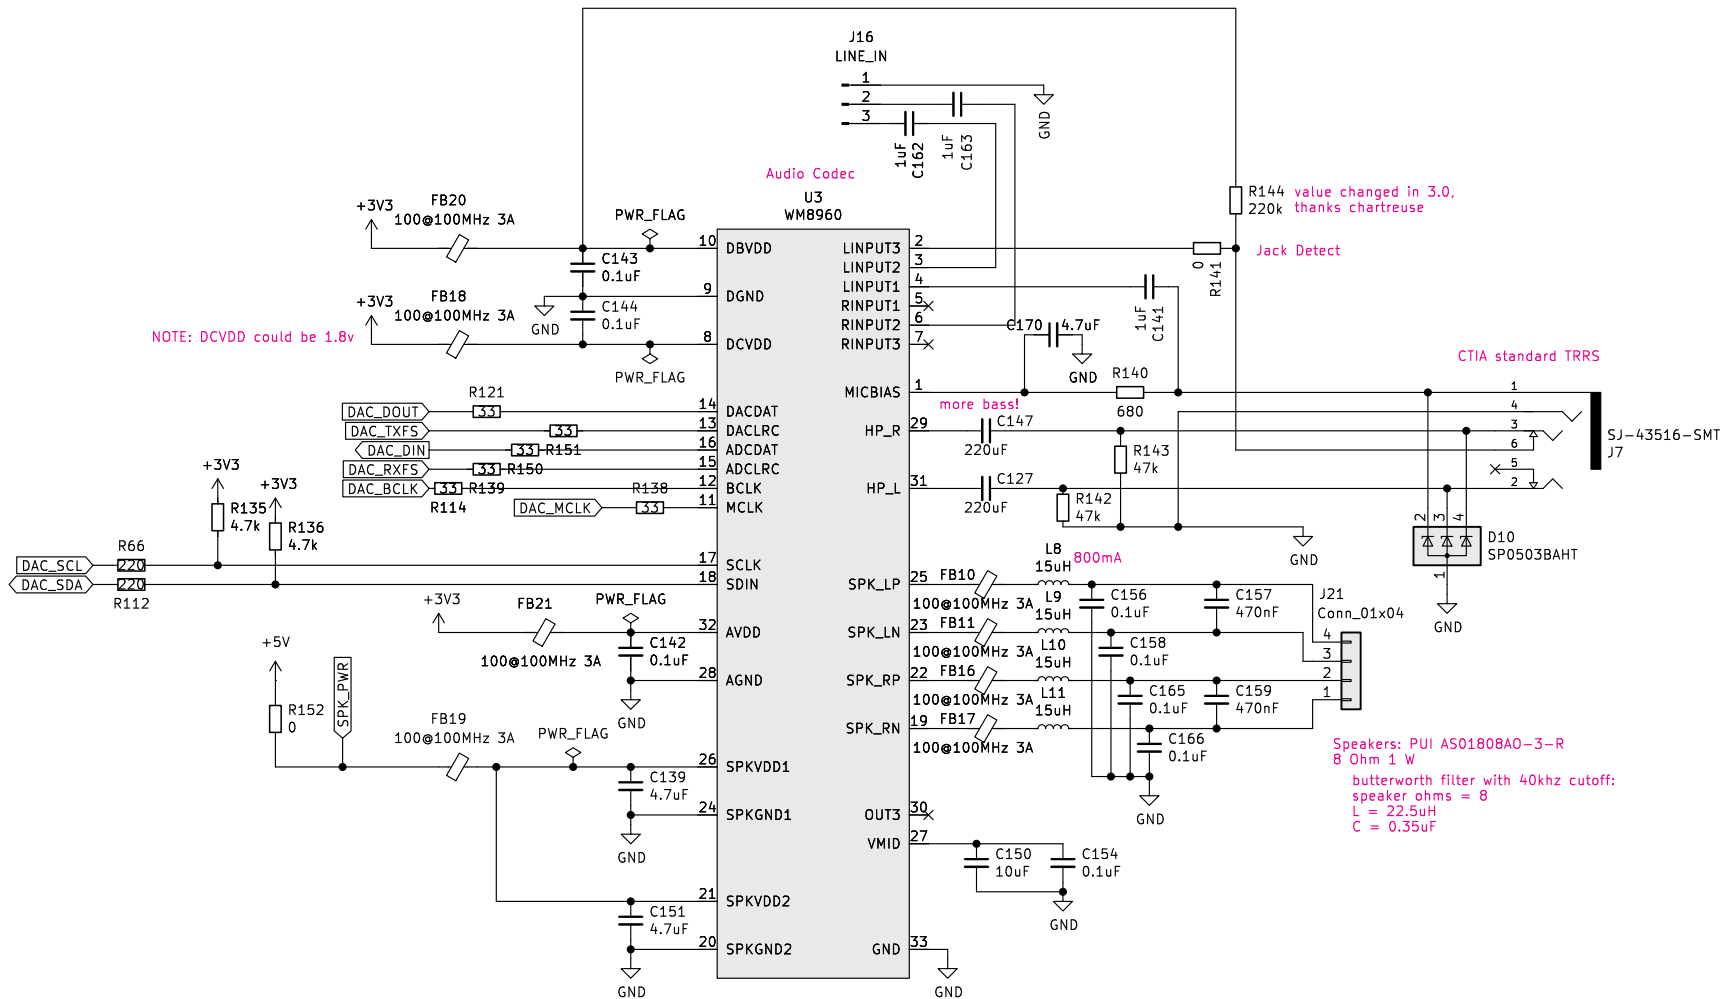 J16
LINE_IN
1
2
3
GND
1uF
C162
1uF
C163
Audio Codec
U3
WM8960
R144
220k
value changed in 3.0,
thanks chartreuse
Jack Detect
0
R141
+3V3
FB20
100@100MHz 3A
PWR_FLAG
10
DBVDD
C143
0.1uF
9
DGND
GND
C144
0.1uF
+3V3
FB18
100@100MHz 3A
NOTE: DCVDD could be 1.8v
8
DCVDD
PWR_FLAG
LINPUT3
2
LINPUT2
3
LINPUT1
4
RINPUT1
5
RINPUT2
6
RINPUT3
7
1uF
C141
C170
4.7uF
GND
MICBIAS
1
R140
680
more bass!
HP_R
29
C147
220uF
R143
47k
HP_L
31
C127
220uF
R142
47k
GND
CTIA standard TRRS
1
4
3
6
5
2
SJ-43516-SMT
J7
2
3
4
1
D10
SP0503BAHT
GND
R121
DAC_DOUT
33
14
DACDAT
DAC_TXFS
33
13
DACLRC
DAC_DIN
33
R151
16
ADCDAT
DAC_RXFS
33
R150
15
ADCLRC
DAC_BCLK
33
R139
12
BCLK
R114
R138
DAC_MCLK
33
11
MCLK
+3V3
R135
4.7k
+3V3
R136
4.7k
R66
DAC_SCL
220
17
SCLK
DAC_SDA
220
18
SDIN
R112
+3V3
FB21
100@100MHz 3A
PWR_FLAG
32
AVDD
C142
0.1uF
28
AGND
GND
+5V
R152
0
SPK_PWR
FB19
100@100MHz 3A
PWR_FLAG
26
SPKVDD1
C139
4.7uF
24
SPKGND1
GND
21
SPKVDD2
C151
4.7uF
20
SPKGND2
GND
SPK_LP
25
FB10
100@100MHz 3A
L8
15uH
800mA
SPK_LN
23
FB11
100@100MHz 3A
L9
15uH
SPK_RP
22
FB16
100@100MHz 3A
L10
15uH
SPK_RN
19
FB17
100@100MHz 3A
L11
15uH
C156
0.1uF
C157
470nF
C158
0.1uF
C165
0.1uF
C159
470nF
C166
0.1uF
GND
J21
Conn_01x04
4
3
2
1
Speakers: PUI AS01808AO-3-R
8 Ohm 1 W
butterworth filter with 40khz cutoff:
speaker ohms = 8
L = 22.5uH
C = 0.35uF
OUT3
30
VMID
27
C150
10uF
C154
0.1uF
GND
GND
33
GND